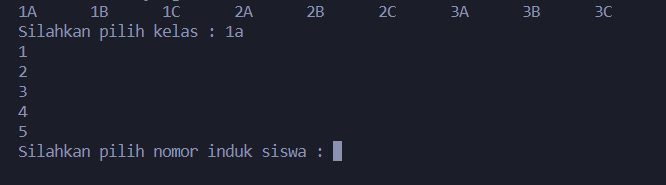 1A 1B 1C 2A 2B 2C 3A 3B 3C
Silahkan pilih kelas : 1a
1
2
3
4
5
Silahkan pilih nomor induk siswa :